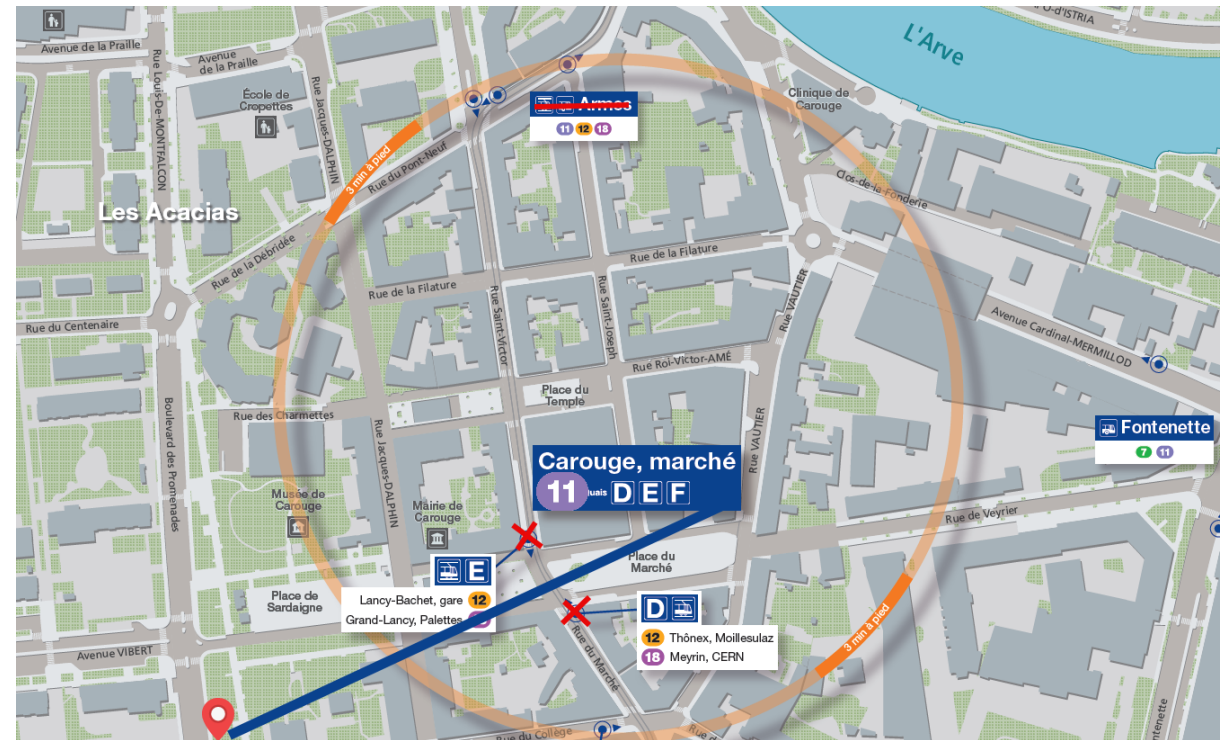 L'Arve
P-O-d'ISTRIA
Avenue de la Praille
Avenue
de la Praille
Rue Louis-De-MONTFALCON
Rue Jacques-DALPHIN
École de
Cropettes
Armes
11 12 18
Clinique de
Carouge
3 min à pied
Rue du Pont-Neuf
Clos-de-la Fonderie
Les Acacias
Rue de la Débridée
Rue de la Filature
Rue de la Filature
Rue Saint-Victor
Rue Saint-Joseph
Rue VAUTIER
Rue du Centenaire
Avenue Cardinal-MERMILLOD
Rue Roi-Victor-AMÉ
Place du
Temple
Boulevard des Promenades
Rue des Charmettes
Rue Jacques-DALPHIN
Rue VAUTIER
Fontenette
7 11
Carouge, marché
11 uais D E F
Musée de
Carouge
Mairie de
Carouge
Rue de Veyrier
Place du
Marché
E
Lancy-Bachet, gare 12
Grand-Lancy, Palettes
Place de
Sardaigne
D
12 Thônex, Moillesulaz
18 Meyrin, CERN
3 min à pied
Avenue VIBERT
Rue du Marché
Rue du Collège
Rue d
ntenette